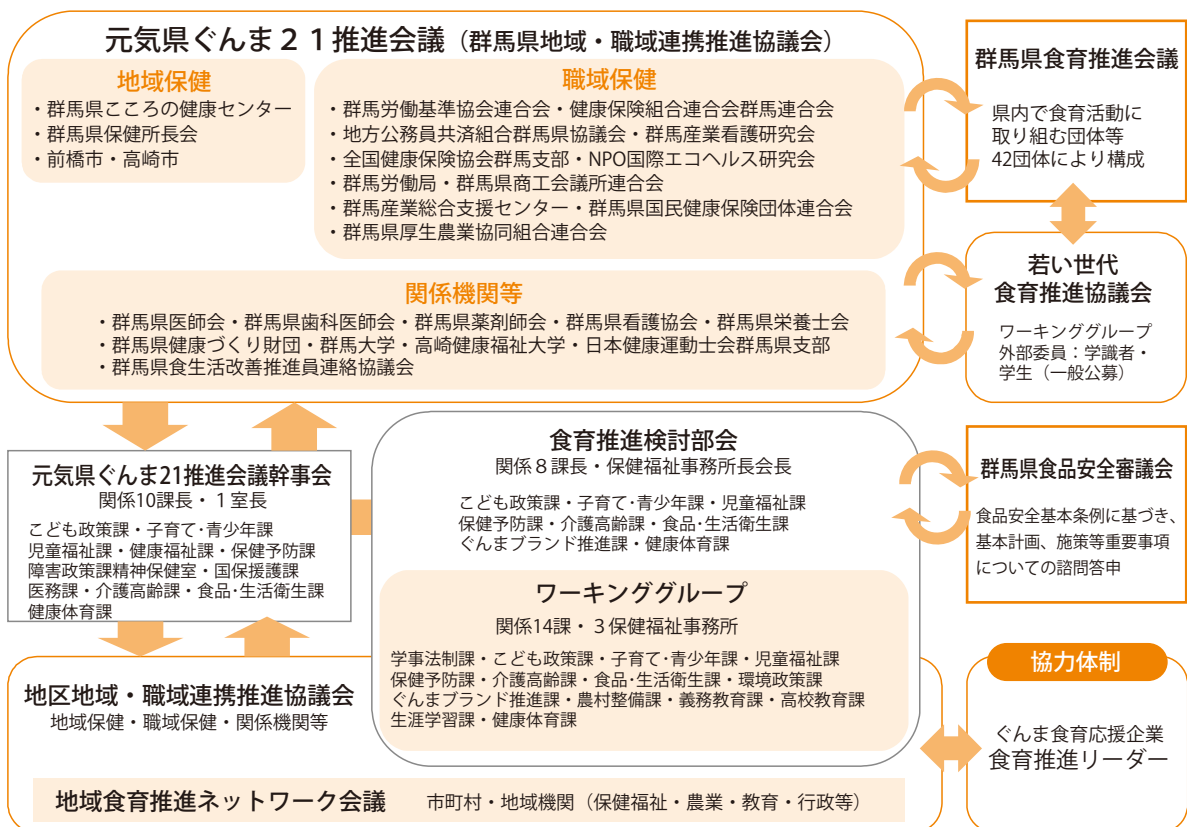 元気県ぐんま２１推進会議（群馬県地域・職域連携推進協議会）
地域保健
・群馬県こころの健康センター
・群馬県保健所長会
・前橋市・高崎市
職域保健
・群馬労働基準協会連合会・健康保険組合連合会群馬連合会
・地方公務員共済組合群馬県協議会・群馬産業看護研究会
・全国健康保険協会群馬支部・NPO国際エコヘルス研究会
・群馬労働局・群馬県商工会議所連合会
・群馬産業総合支援センター・群馬県国民健康保険団体連合会
・群馬県厚生農業協同組合連合会
関係機関等
・群馬県医師会・群馬県歯科医師会・群馬県薬剤師会・群馬県看護協会・群馬県栄養士会
・群馬県健康づくり財団・群馬大学・高崎健康福祉大学・日本健康運動士会群馬県支部
・群馬県食生活改善推進員連絡協議会
群馬県食育推進会議
県内で食育活動に
取り組む団体等
42団体により構成
若い世代
食育推進協議会
ワーキンググループ
外部委員：学識者・
学生（一般公募）
元気県ぐんま21推進会議幹事会
関係10課長・１室長
こども政策課・子育て･青少年課
児童福祉課・健康福祉課・保健予防課
障害政策課精神保健室・国保援護課
医務課・介護高齢課・食品･生活衛生課
健康体育課
食育推進検討部会
関係８課長・保健福祉事務所長会長
こども政策課・子育て･青少年課・児童福祉課
保健予防課・介護高齢課・食品･生活衛生課
ぐんまブランド推進課・健康体育課
ワーキンググループ
関係14課・３保健福祉事務所
学事法制課・こども政策課・子育て･青少年課・児童福祉課
保健予防課・介護高齢課・食品･生活衛生課・環境政策課
ぐんまブランド推進課・農村整備課・義務教育課・高校教育課
生涯学習課・健康体育課
群馬県食品安全審議会
食品安全基本条例に基づき、
基本計画、施策等重要事項
についての諮問答申
地区地域・職域連携推進協議会
地域保健・職域保健・関係機関等
地域食育推進ネットワーク会議　市町村・地域機関（保健福祉・農業・教育・行政等）
協力体制
ぐんま食育応援企業
食育推進リーダー